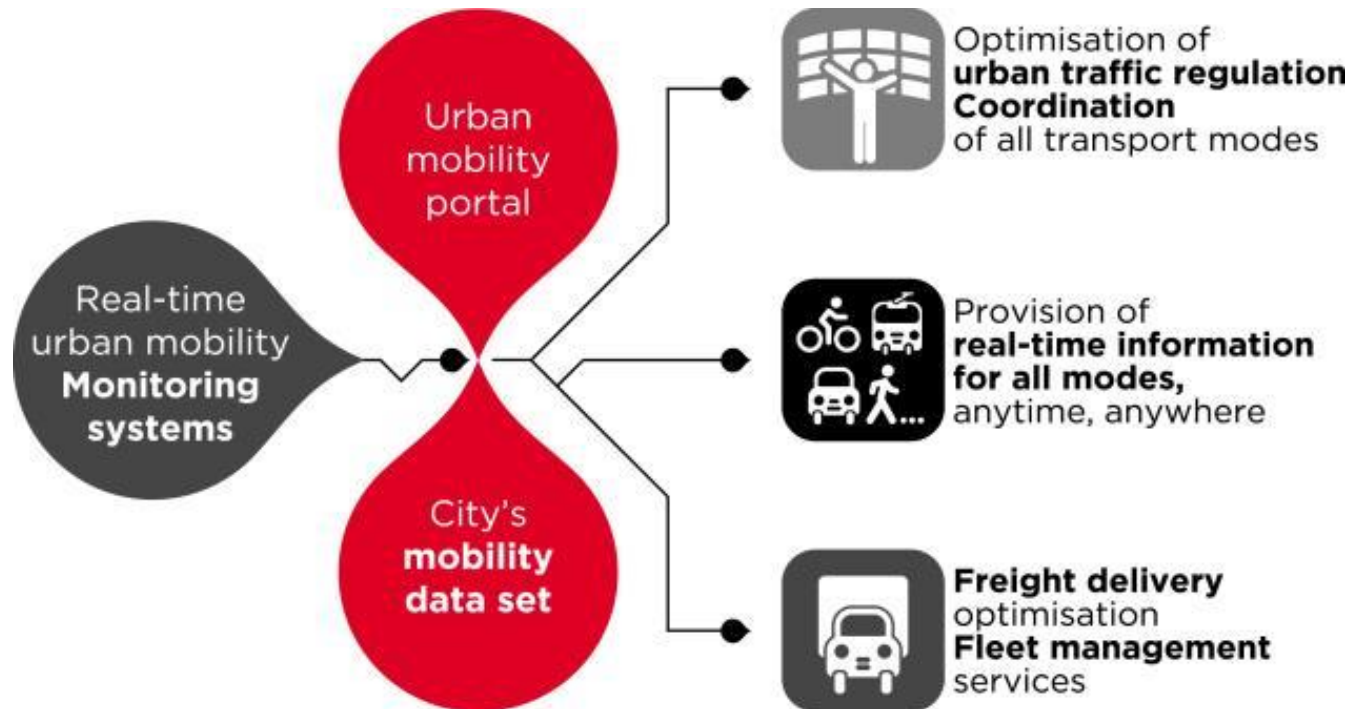 Real-time
urban mobility
Monitoring
systems
Urban
mobility
portal
City’s
mobility
data set
Optimisation of
urban traffic regulation
Coordination
of all transport modes
Provision of
real-time information
for all modes,
anytime, anywhere
Freight delivery
optimisation
Fleet management
services